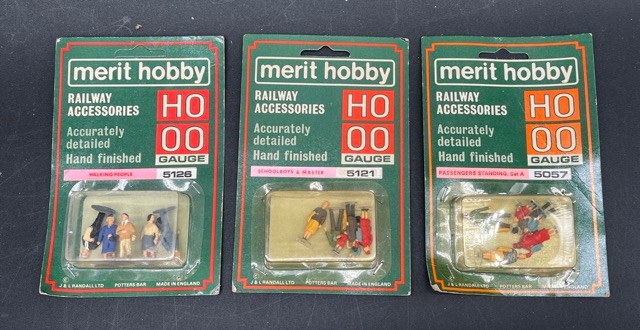 merit hobby
RAILWAY
ACCESSORIES
HO
Accurately
detailed
OO
Hand finished
GAUGE
WALKING PEOPLE
5126
J & L RANDALL LTD POTTERS BAR MADE IN ENGLAND
merit hobby
RAILWAY
ACCESSORIES
HO
Accurately
detailed
OO
Hand finished
GAUGE
SCHOOLBOYS & MASTER
5121
J & L RANDALL LTD POTTERS BAR MADE IN ENGLAND
merit hobby
RAILWAY
ACCESSORIES
HO
Accurately
detailed
OO
Hand finished
GAUGE
PASSENGERS STANDING, Set A
5057
J & L RANDALL LTD POTTERS BAR MADE IN ENGLAND